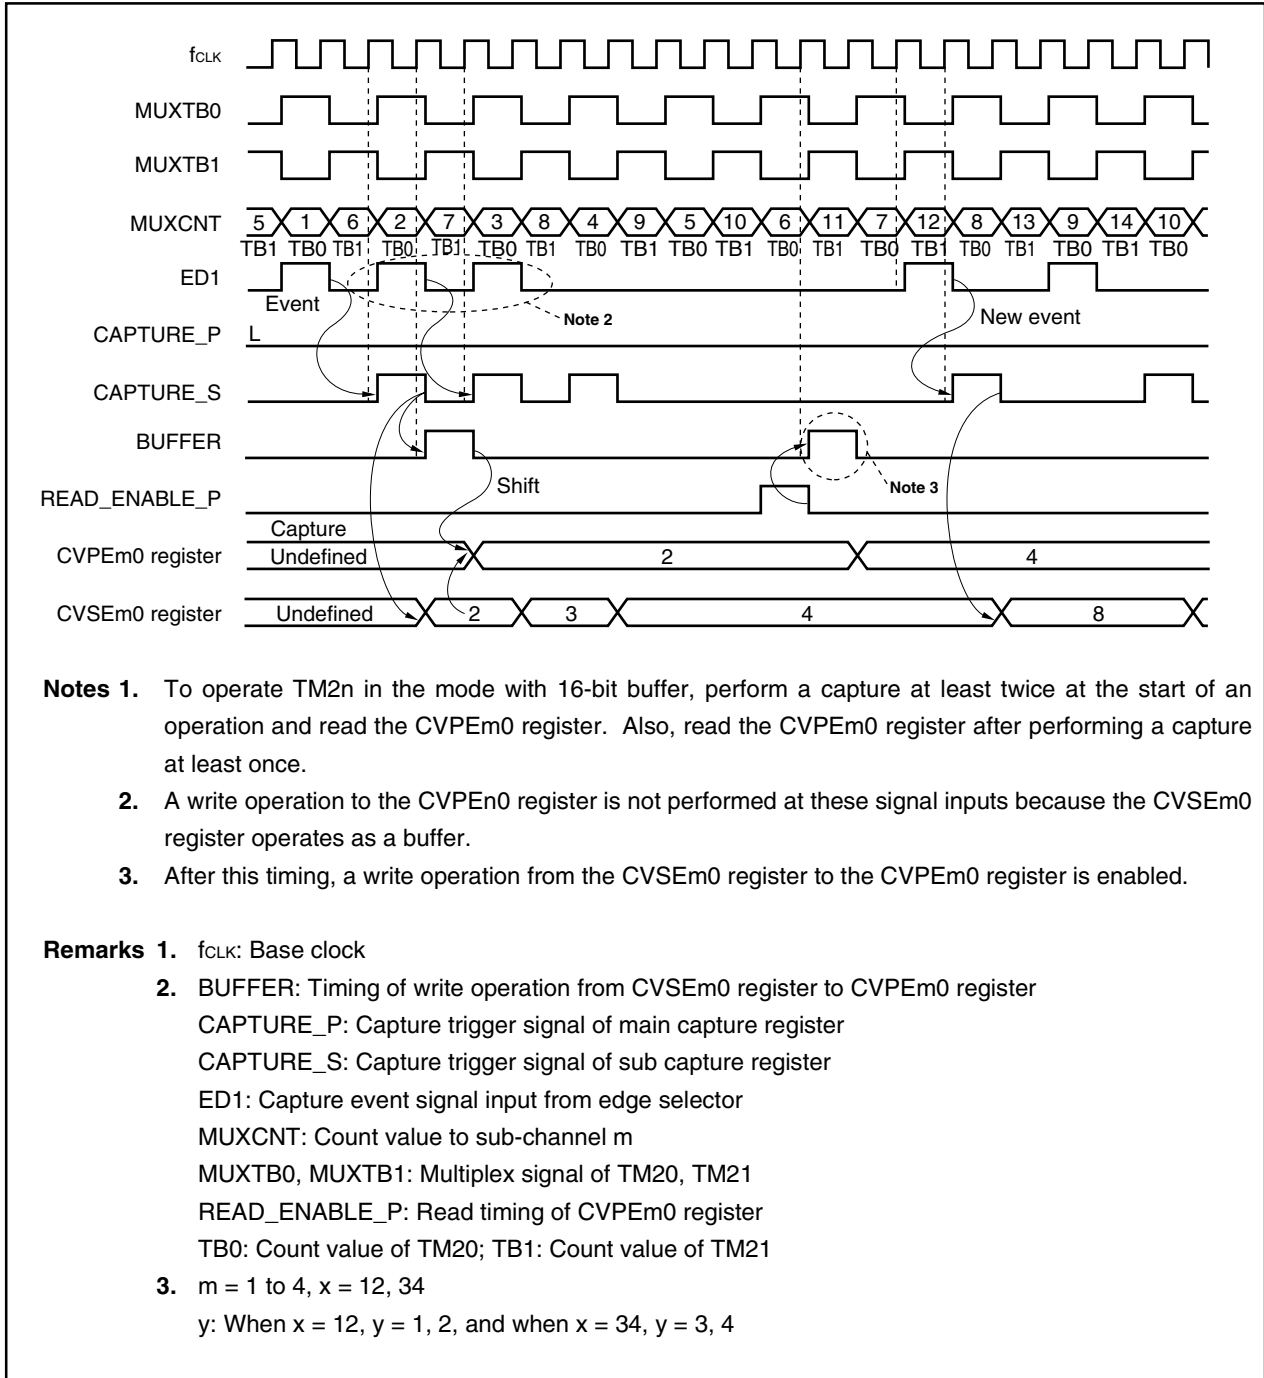 fCLK
MUXTB0
MUXTB1
MUXCNT 5 1 6 2 7 3 8 4 9 5 10 6 11 7 12 8 13 9 14 10
TB1 TB0 TB1 TB0 TB1 TB0 TB1 TB0 TB1 TB0 TB1 TB0 TB1 TB0 TB1 TB0 TB1 TB0 TB1 TB0
ED1
Event
Note 2
New event
CAPTURE_P L
CAPTURE_S
BUFFER
Shift
Note 3
READ_ENABLE_P
Capture
CVPEm0 register Undefined 2 4
CVSEm0 register Undefined 2 3 4 8
Notes 1. To operate TM2n in the mode with 16-bit buffer, perform a capture at least twice at the start of an
operation and read the CVPEm0 register. Also, read the CVPEm0 register after performing a capture
at least once.
2. A write operation to the CVPEn0 register is not performed at these signal inputs because the CVSEm0
register operates as a buffer.
3. After this timing, a write operation from the CVSEm0 register to the CVPEm0 register is enabled.
Remarks 1. fCLK: Base clock
2. BUFFER: Timing of write operation from CVSEm0 register to CVPEm0 register
CAPTURE_P: Capture trigger signal of main capture register
CAPTURE_S: Capture trigger signal of sub capture register
ED1: Capture event signal input from edge selector
MUXCNT: Count value to sub-channel m
MUXTB0, MUXTB1: Multiplex signal of TM20, TM21
READ_ENABLE_P: Read timing of CVPEm0 register
TB0: Count value of TM20; TB1: Count value of TM21
3. m = 1 to 4, x = 12, 34
y: When x = 12, y = 1, 2, and when x = 34, y = 3, 4